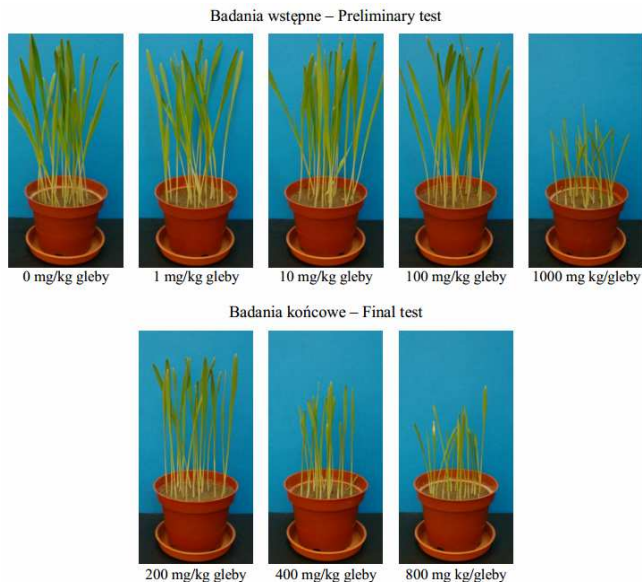 Badania wstępne – Preliminary test
0 mg/kg gleby
1 mg/kg gleby
10 mg/kg gleby
100 mg/kg gleby
1000 mg kg/gleby
Badania końcowe – Final test
200 mg/kg gleby
400 mg/kg gleby
800 mg kg/gleby